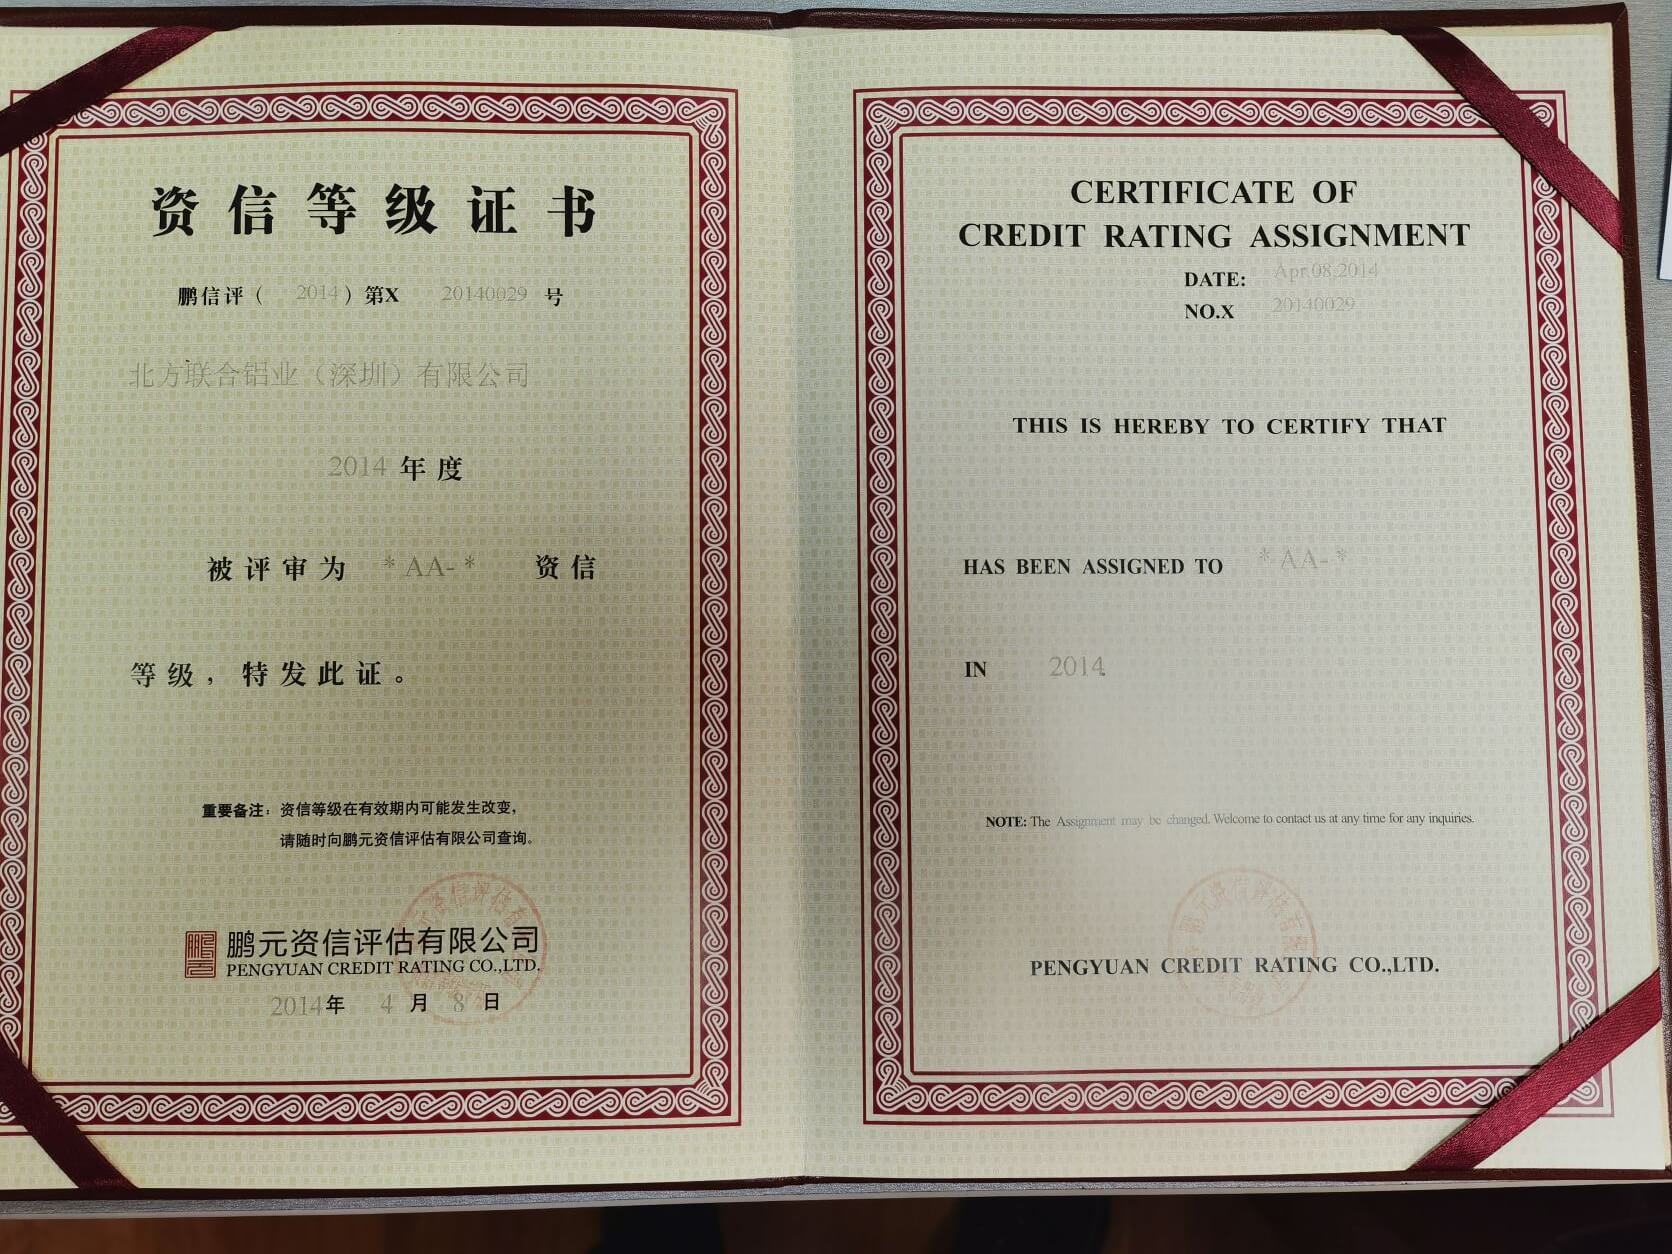 资信等级证书
鹏信评（ 2014 ）第X 20140029 号
北方联合铝业（深圳）有限公司
2014 年度
被评审为 *AA-* 资信
等级，特发此证。
重要备注：资信等级在有效期内可能发生改变，
请随时向鹏元资信评估有限公司查询。
鹏元资信评估有限公司
PENGYUAN CREDIT RATING CO.,LTD.
2014年 4 月 8 日
CERTIFICATE OF
CREDIT RATING ASSIGNMENT
DATE: Apr.08,2014
NO.X 20140029
THIS IS HEREBY TO CERTIFY THAT
HAS BEEN ASSIGNED TO *AA-*
IN 2014.
NOTE: The Assignment may be changed. Welcome to contact us at any time for any inquiries.
PENGYUAN CREDIT RATING CO.,LTD.